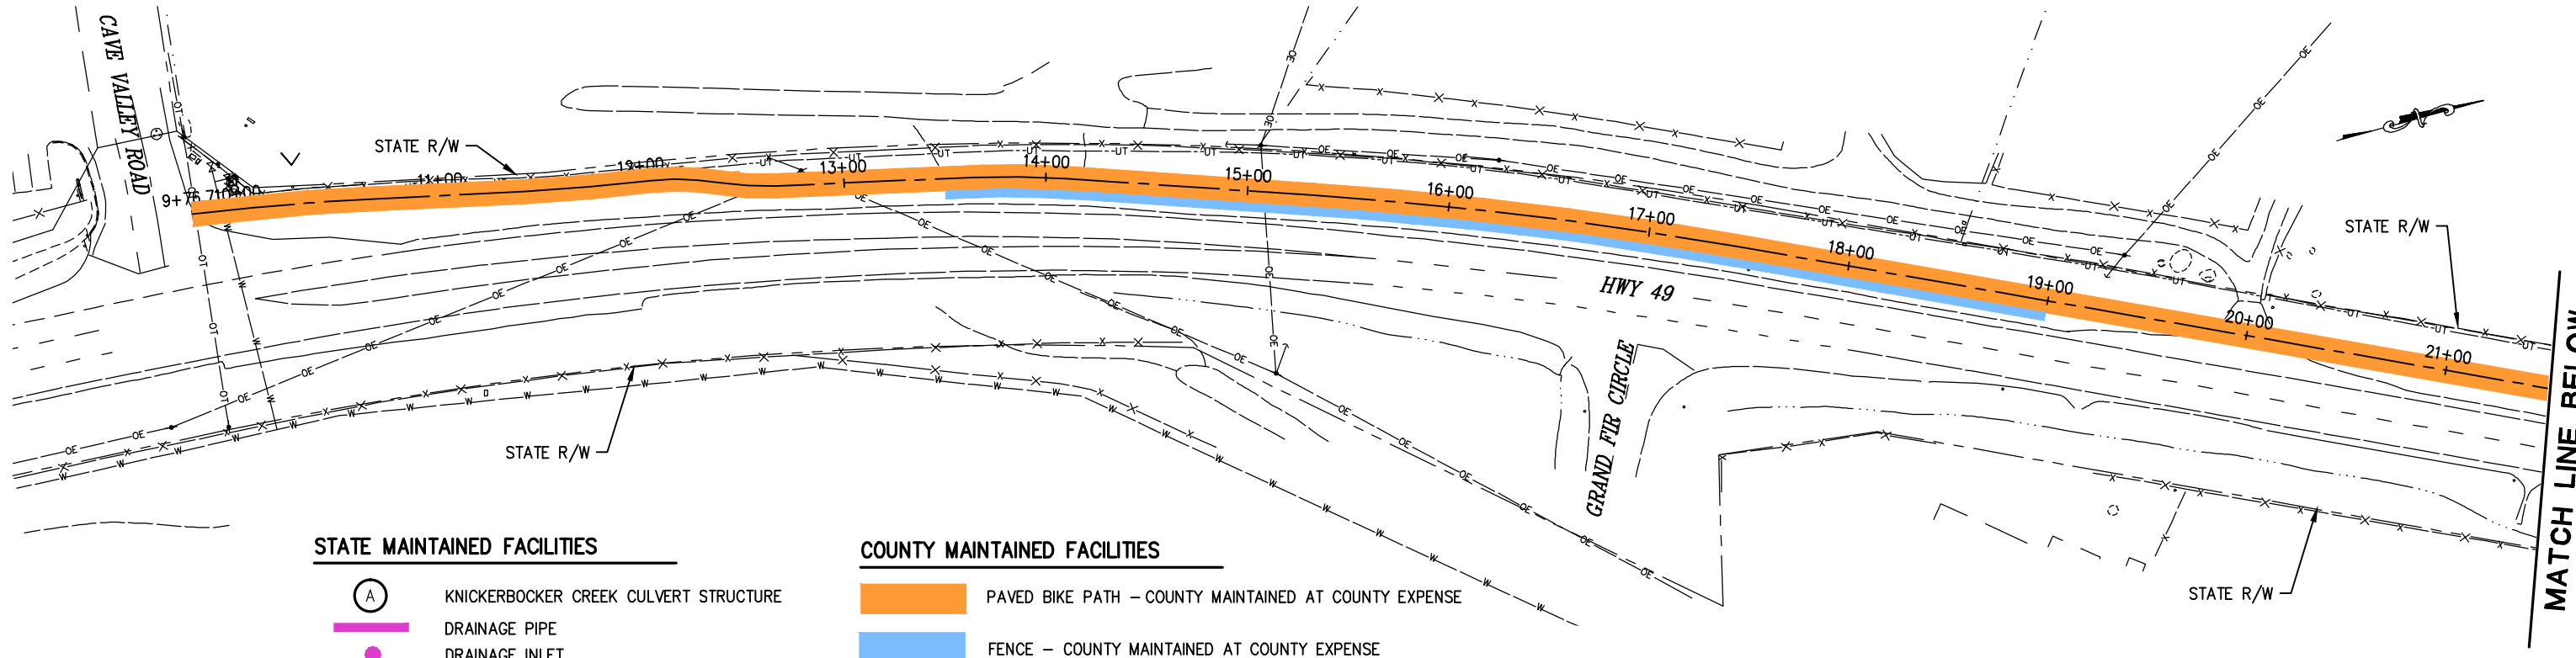 CAVE VALLEY ROAD
STATE R/W
11+00
12+00
13+00
14+00
15+00
16+00
17+00
18+00
19+00
20+00
21+00
STATE R/W
HWY 49
GRAND FIR CIRCLE
STATE R/W
STATE R/W
MATCH LINE BELOW
STATE MAINTAINED FACILITIES
A KNICKERBOCKER CREEK CULVERT STRUCTURE
DRAINAGE PIPE
DRAINAGE INLET
COUNTY MAINTAINED FACILITIES
PAVED BIKE PATH – COUNTY MAINTAINED AT COUNTY EXPENSE
FENCE – COUNTY MAINTAINED AT COUNTY EXPENSE